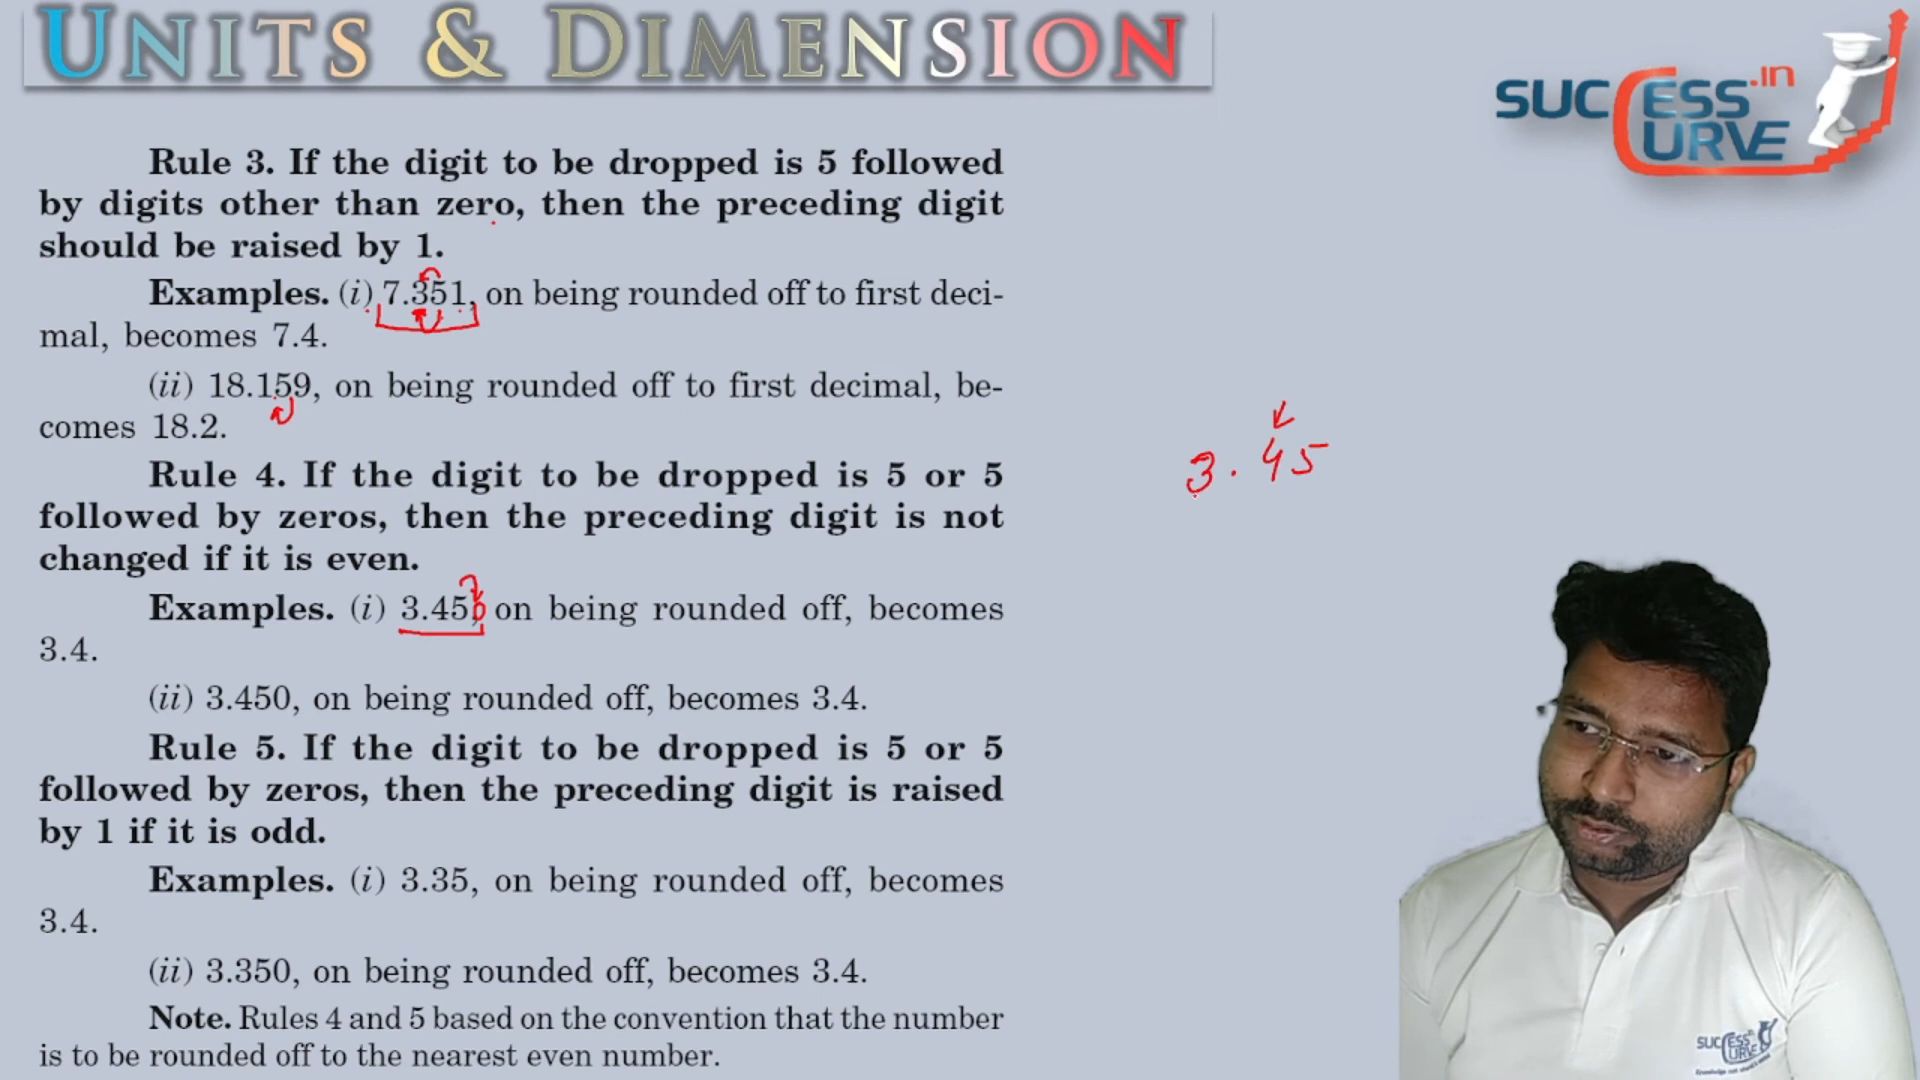 UNITS & DIMENSION
SUCCESS.in
CURVE
Rule 3. If the digit to be dropped is 5 followed
by digits other than zero, then the preceding digit
should be raised by 1.
Examples. (i) 7.351, on being rounded off to first deci-
mal, becomes 7.4.
(ii) 18.159, on being rounded off to first decimal, be-
comes 18.2.
3.45
Rule 4. If the digit to be dropped is 5 or 5
followed by zeros, then the preceding digit is not
changed if it is even.
Examples. (i) 3.45, on being rounded off, becomes
3.4.
(ii) 3.450, on being rounded off, becomes 3.4.
Rule 5. If the digit to be dropped is 5 or 5
followed by zeros, then the preceding digit is raised
by 1 if it is odd.
Examples. (i) 3.35, on being rounded off, becomes
3.4.
(ii) 3.350, on being rounded off, becomes 3.4.
Note. Rules 4 and 5 based on the convention that the number
is to be rounded off to the nearest even number.
SUCCESS
CURVE